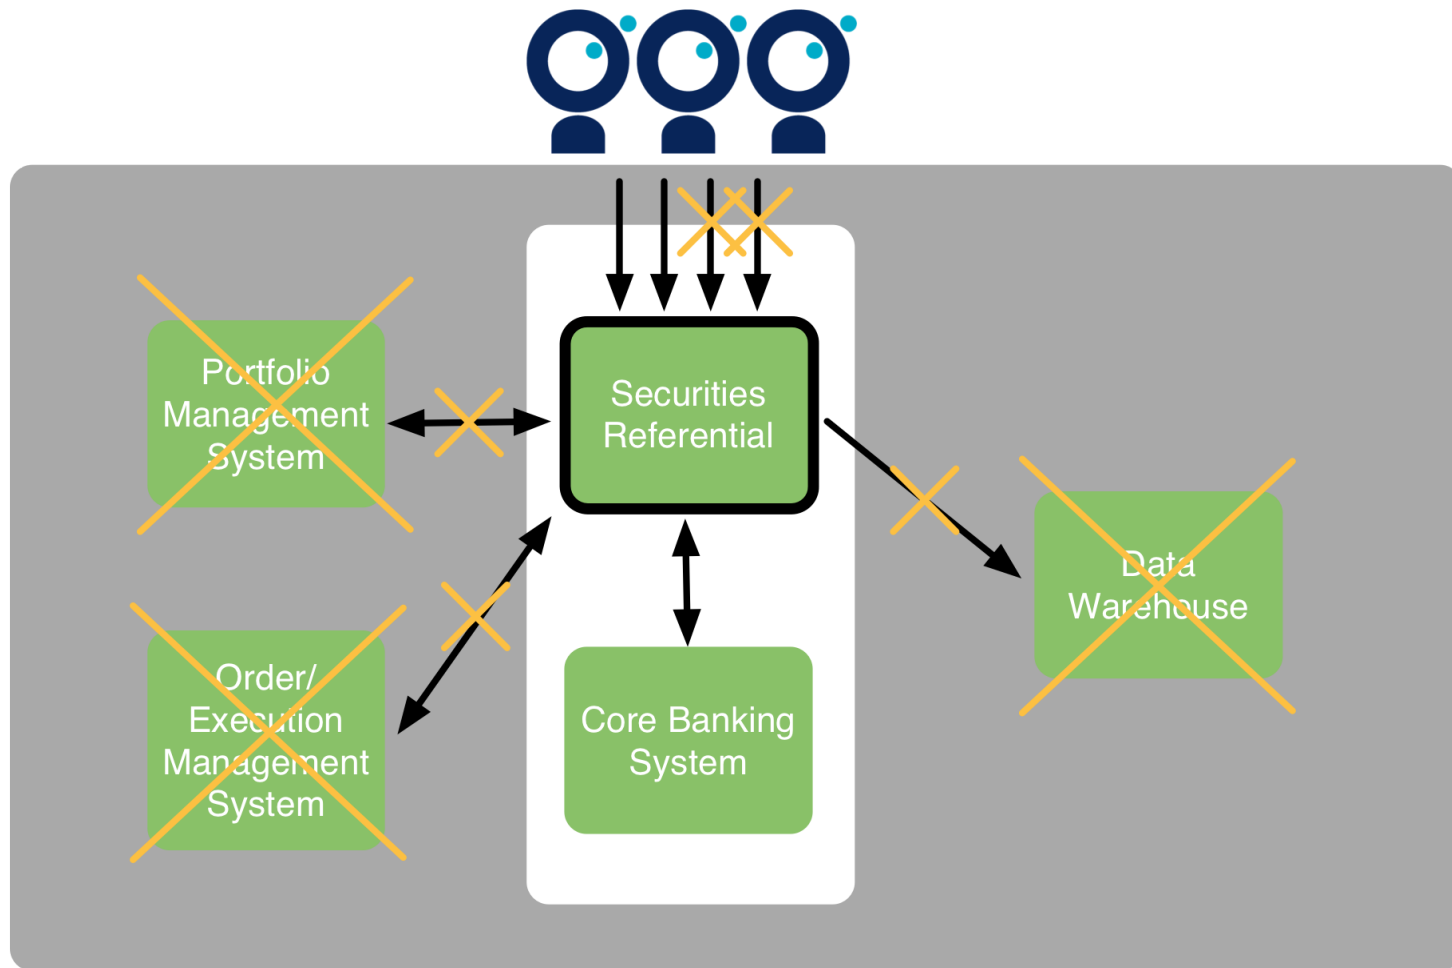 Portfolio
Management
System
Securities
Referential
Data
Warehouse
Order/
Execution
Management
System
Core Banking
System